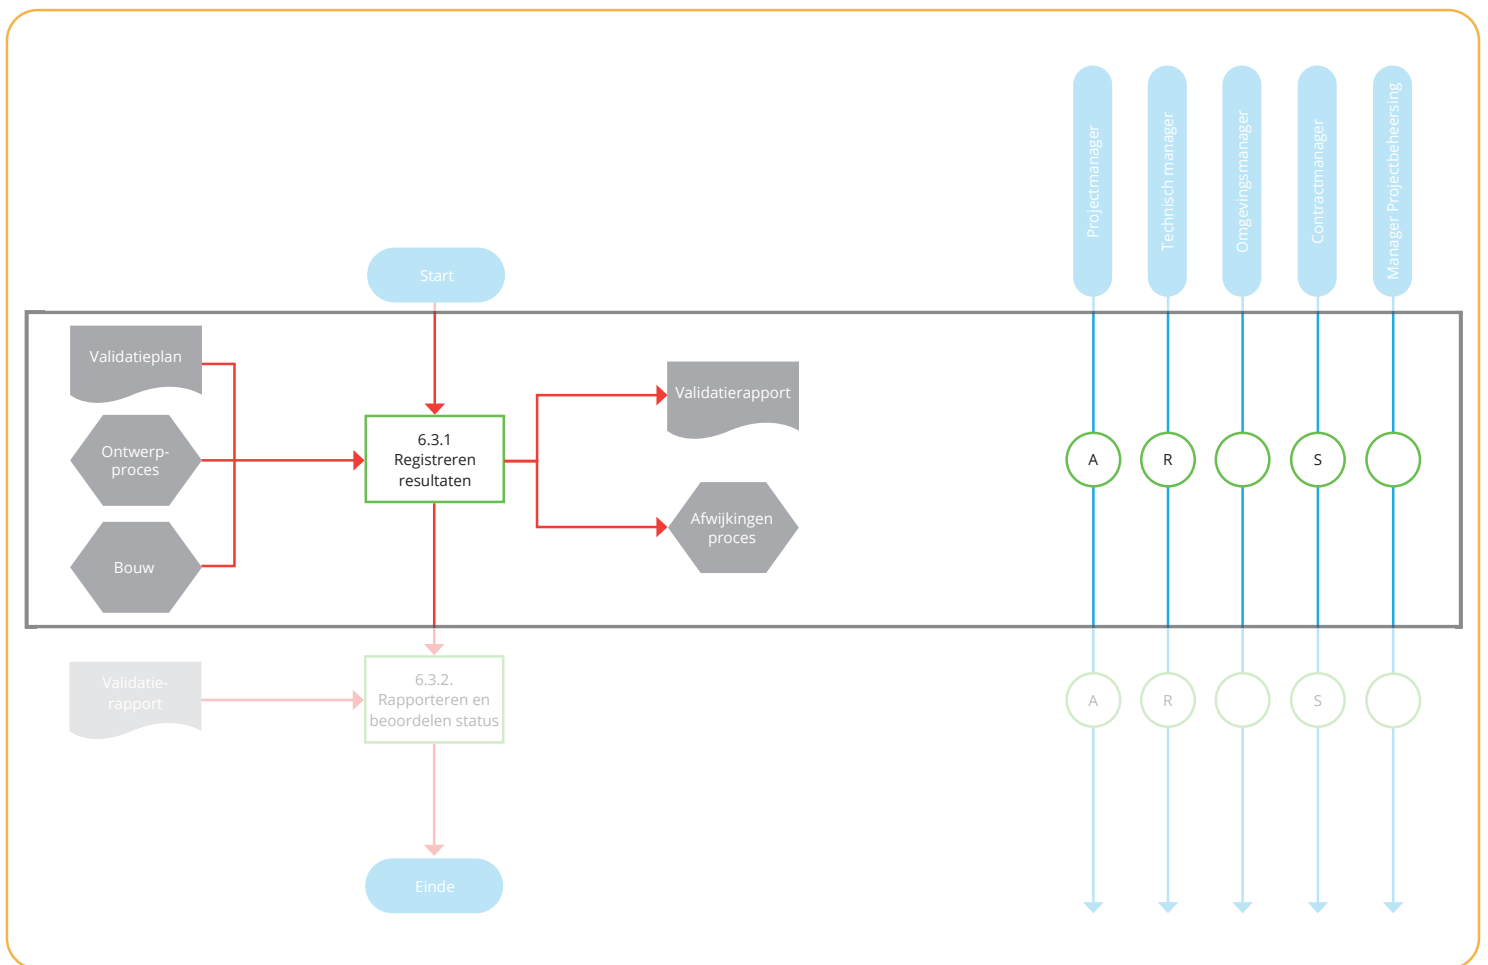 Projectmanager
Technisch manager
Omgevingsmanager
Contractmanager
Manager Projectbeheersing
Start
Validatieplan
Ontwerp-
proces
Bouw
6.3.1
Registreren
resultaten
Validatierapport
Afwijkingen
proces
A
R
S
Validatie-
rapport
6.3.2.
Rapporteren en
beoordelen status
A
R
S
Einde